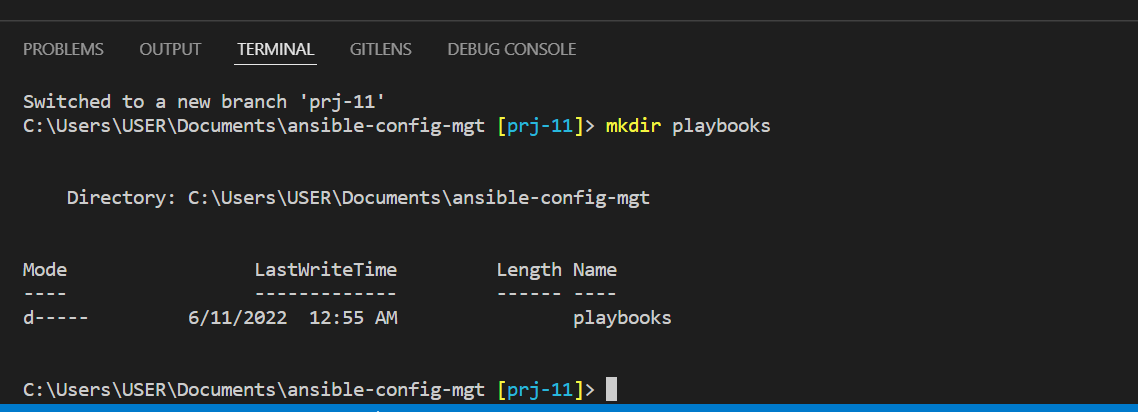 PROBLEMS OUTPUT TERMINAL GITLENS DEBUG CONSOLE
Switched to a new branch 'prj-11'
C:\Users\USER\Documents\ansible-config-mgt [prj-11]> mkdir playbooks
Directory: C:\Users\USER\Documents\ansible-config-mgt
Mode LastWriteTime Length Name
---- ------------- ------ ----
d----- 6/11/2022 12:55 AM playbooks
C:\Users\USER\Documents\ansible-config-mgt [prj-11]>